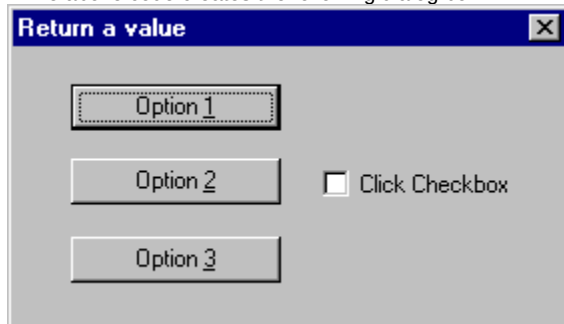 Return a value
Option 1
Option 2
Click Checkbox
Option 3